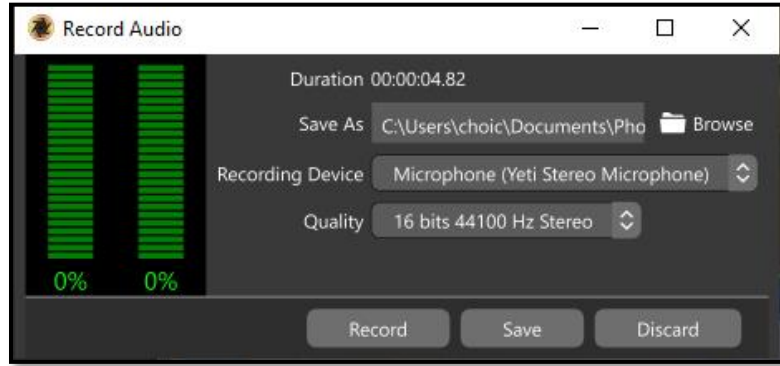 Record Audio
Duration 00:00:04.82
Save As C:\Users\choic\Documents\Pho Browse
Recording Device Microphone (Yeti Stereo Microphone)
Quality 16 bits 44100 Hz Stereo
0% 0%
Record Save Discard